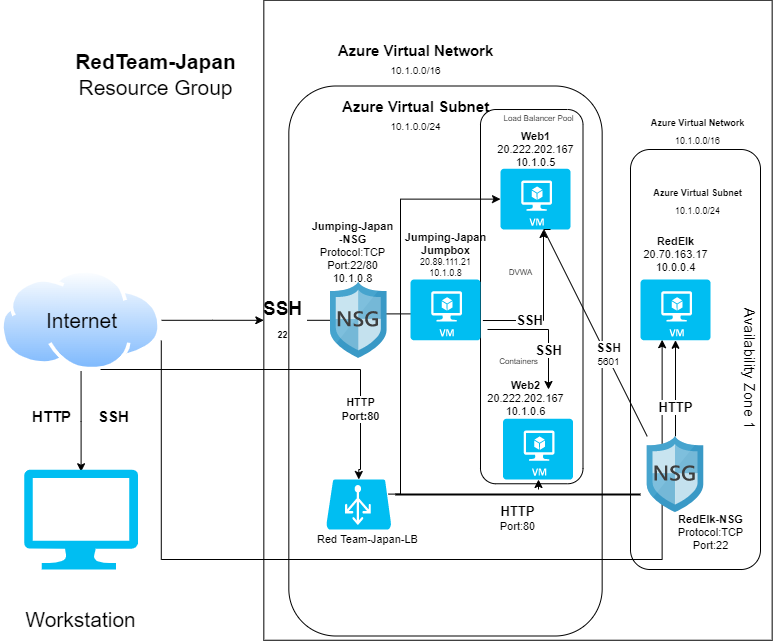 RedTeam-Japan
Resource Group
Azure Virtual Network
10.1.0.0/16
Azure Virtual Subnet
10.1.0.0/24
Load Balancer Pool
Web1
20.222.202.167
10.1.0.5
VM
Azure Virtual Network
10.1.0.0/16
Azure Virtual Subnet
10.1.0.0/24
RedElk
20.70.163.17
10.0.0.4
VM
Availability Zone 1
Jumping-Japan
-NSG
Protocol:TCP
Port:22/80
10.1.0.8
NSG
Jumping-Japan
Jumpbox
20.89.111.21
10.1.0.8
VM
DVWA
Internet
SSH
22
SSH
SSH
SSH
5601
Containers
Web2
20.222.202.167
10.1.0.6
VM
HTTP
Port:80
HTTP
SSH
HTTP
NSG
RedElk-NSG
Protocol:TCP
Port:22
HTTP
Port:80
Red Team-Japan-LB
Workstation